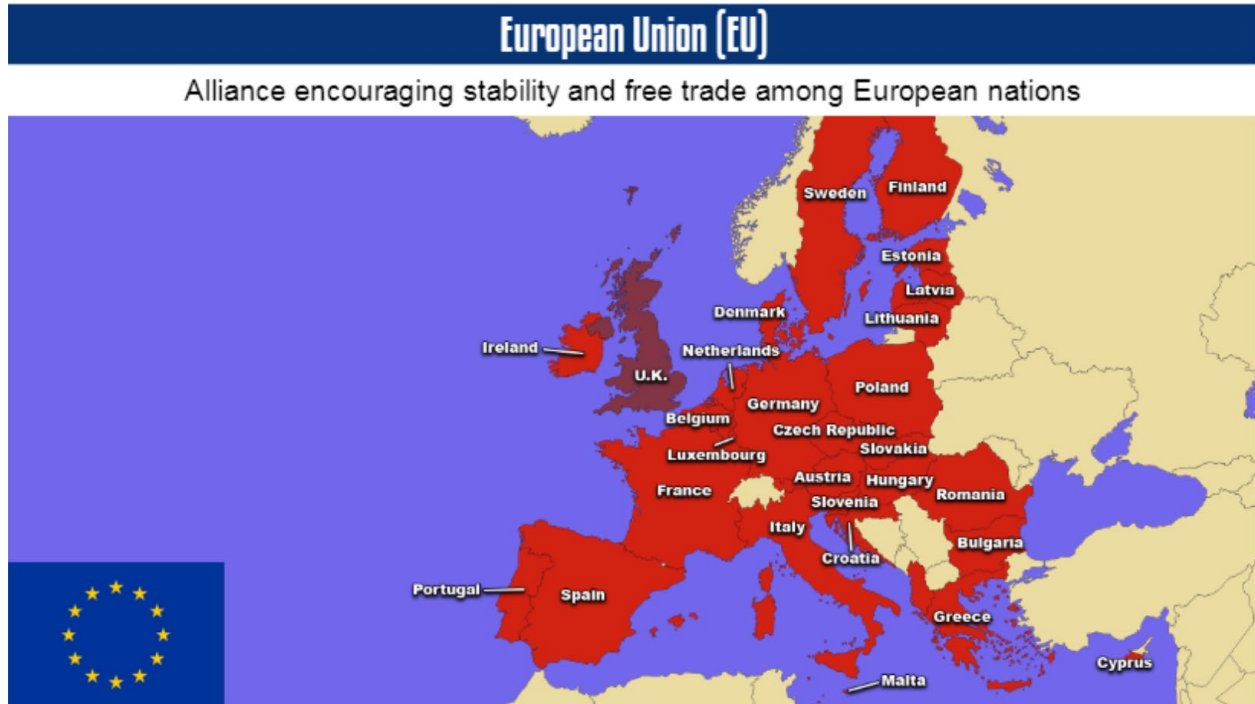 European Union (EU)
Alliance encouraging stability and free trade among European nations
Sweden
Finland
Estonia
Latvia
Lithuania
Denmark
Ireland
Netherlands
U.K.
Poland
Germany
Belgium
Czech Republic
Slovakia
Luxembourg
Austria
Hungary
France
Romania
Slovenia
Italy
Bulgaria
Croatia
Portugal
Spain
Greece
Cyprus
Malta